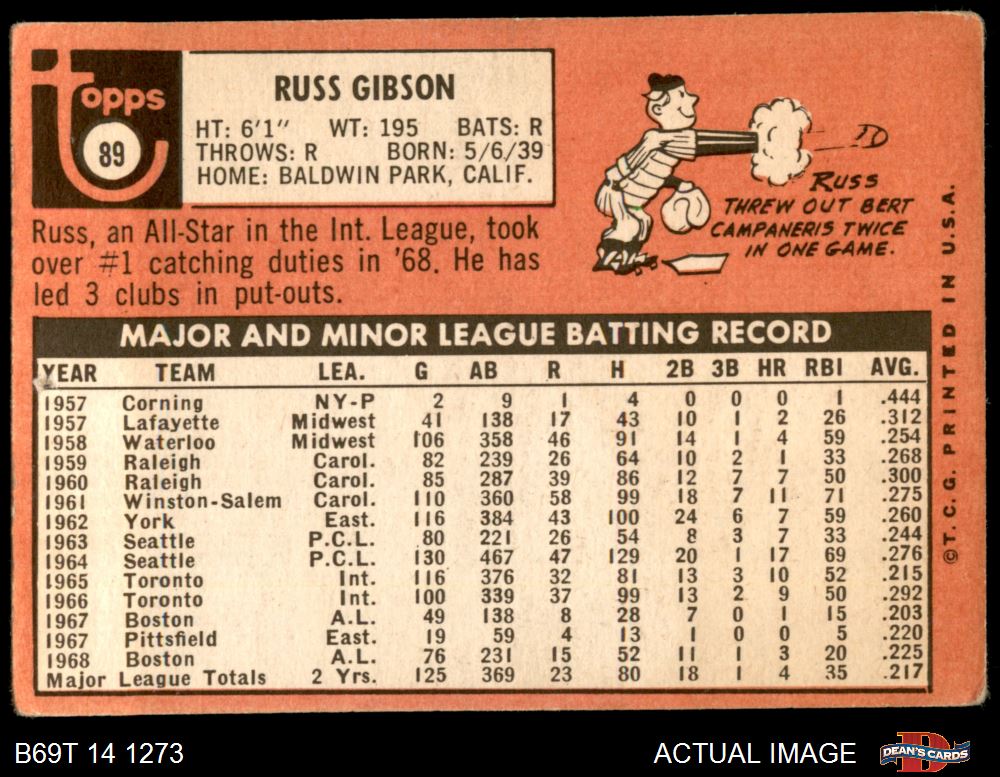 Topps
89
RUSS GIBSON
HT: 6'1" WT: 195 BATS: R
THROWS: R BORN: 5/6/39
HOME: BALDWIN PARK, CALIF.
Russ, an All-Star in the Int. League, took
over #1 catching duties in '68. He has
led 3 clubs in put-outs.
RUSS
THREW OUT BERT
CAMPANERIS TWICE
IN ONE GAME.
MAJOR AND MINOR LEAGUE BATTING RECORD
YEAR TEAM LEA. G AB R H 2B 3B HR RBI AVG.
1957 Corning NY-P 2 9 1 4 0 0 0 1 .444
1957 Lafayette Midwest 41 138 17 43 10 1 2 26 .312
1958 Waterloo Midwest 106 358 46 91 14 1 4 59 .254
1959 Raleigh Carol. 82 239 26 64 10 2 1 33 .268
1960 Raleigh Carol. 85 287 39 86 12 7 7 50 .300
1961 Winston-Salem Carol. 110 360 58 99 18 7 11 71 .275
1962 York East. 116 384 43 100 24 6 7 59 .260
1963 Seattle P.C.L. 80 221 26 54 8 3 7 33 .244
1964 Seattle P.C.L. 130 467 47 129 20 1 17 69 .276
1965 Toronto Int. 116 376 32 81 13 3 10 52 .215
1966 Toronto Int. 100 339 37 99 13 2 9 50 .292
1967 Boston A.L. 49 138 8 28 7 0 1 15 .203
1967 Pittsfield East. 19 59 4 13 1 0 0 5 .220
1968 Boston A.L. 76 231 15 52 11 1 3 20 .225
Major League Totals 2 Yrs. 125 369 23 80 18 1 4 35 .217
©T. C. G. PRINTED IN U.S.A.
B69T 14 1273
ACTUAL IMAGE
DEAN'S CARDS